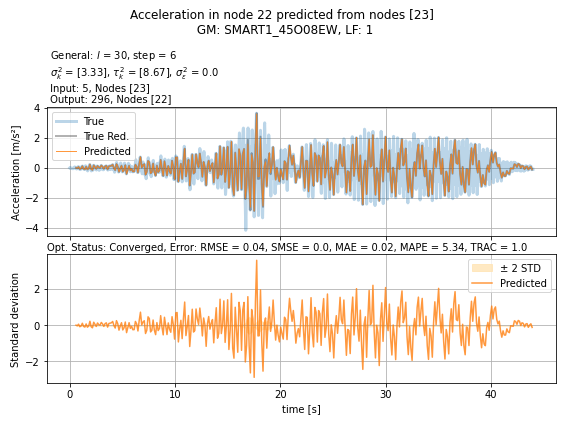 Acceleration in node 22 predicted from nodes [23]
GM: SMART1_45O08EW, LF: 1
General: l = 30, step = 6
σ²ₖ = [3.33], τ²ₖ = [8.67], σ²ε = 0.0
Input: 5, Nodes [23]
Output: 296, Nodes [22]
4
2
0
−2
−4
Acceleration [m/s²]
True
True Red.
Predicted
Opt. Status: Converged, Error: RMSE = 0.04, SMSE = 0.0, MAE = 0.02, MAPE = 5.34, TRAC = 1.0
2
0
−2
Standard deviation
± 2 STD
Predicted
0 10 20 30 40
time [s]